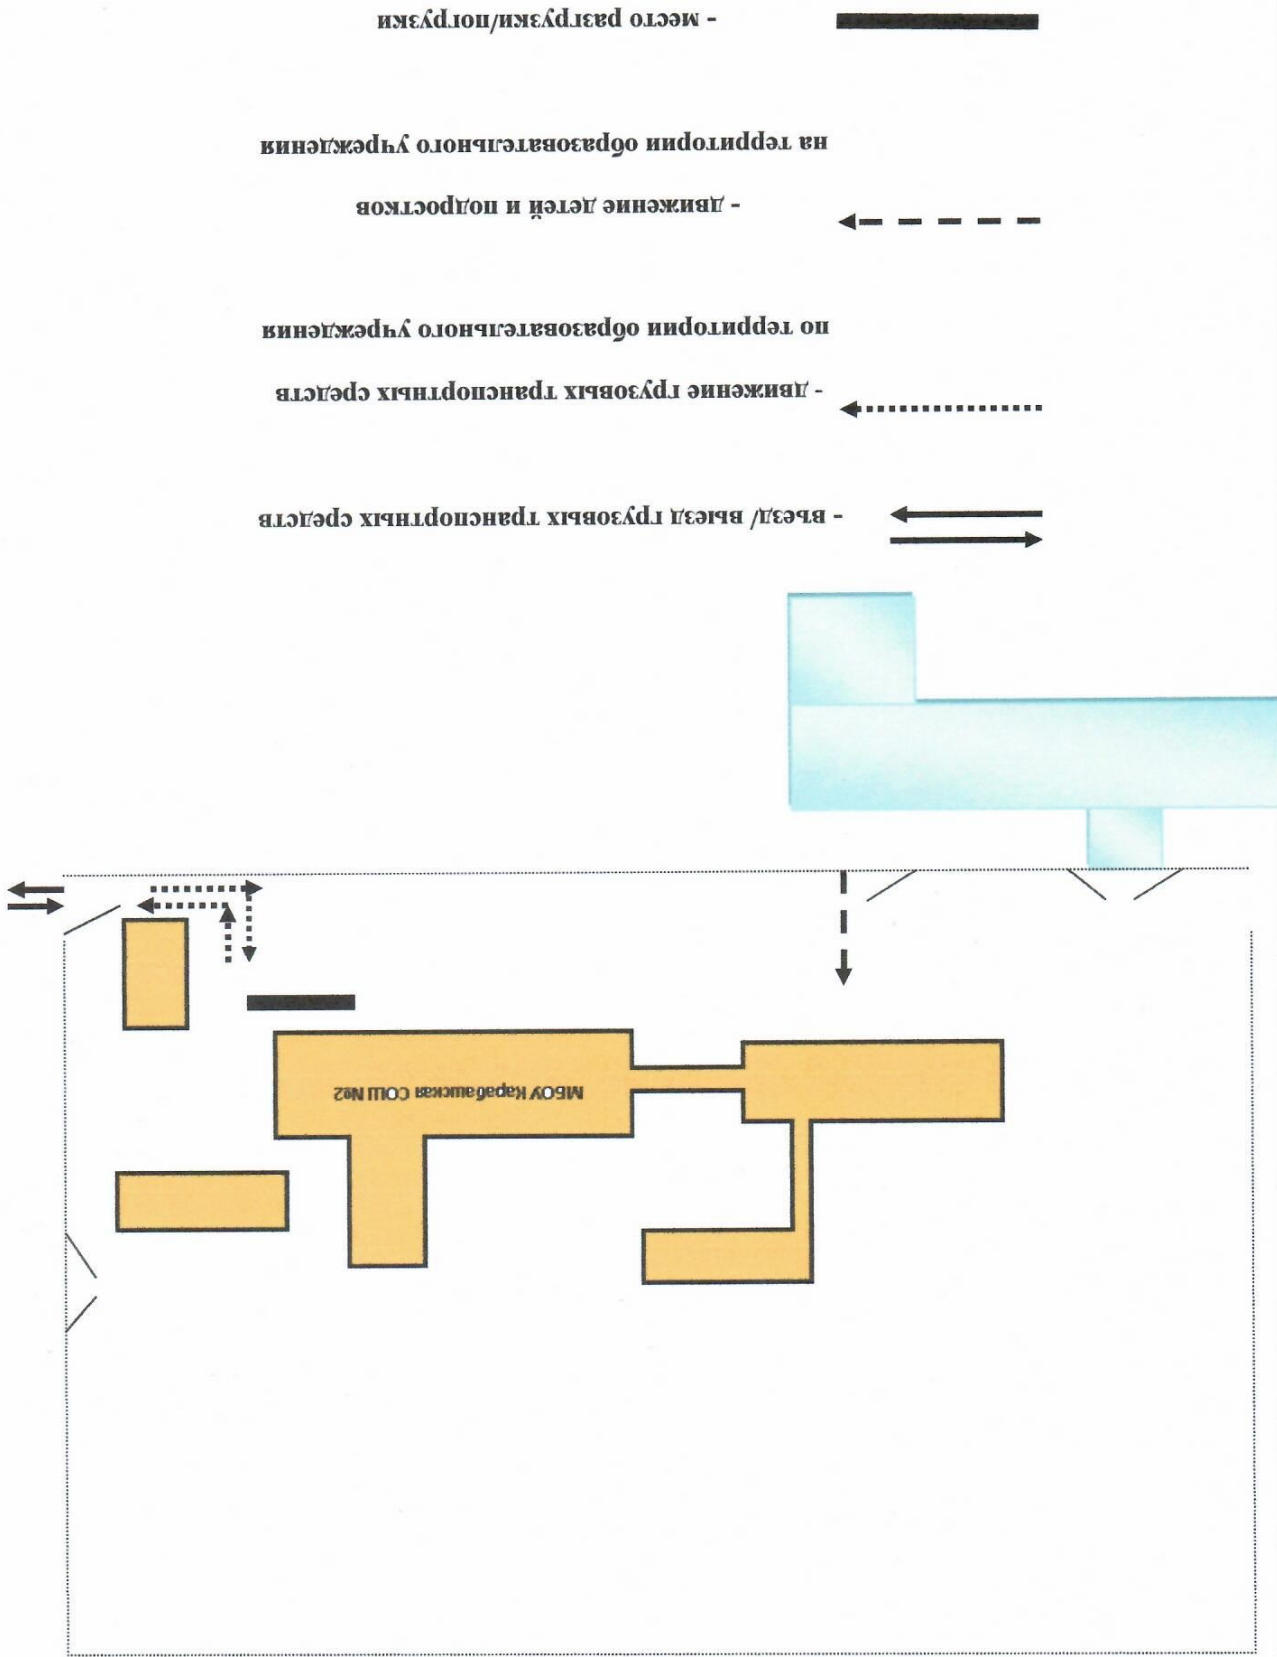 МБОУ Карабашская СОШ №2
- въезд/ выезд грузовых транспортных средств
- движение грузовых транспортных средств
по территории образовательного учреждения
- движение детей и подростков
на территории образовательного учреждения
- место разгрузки/погрузки